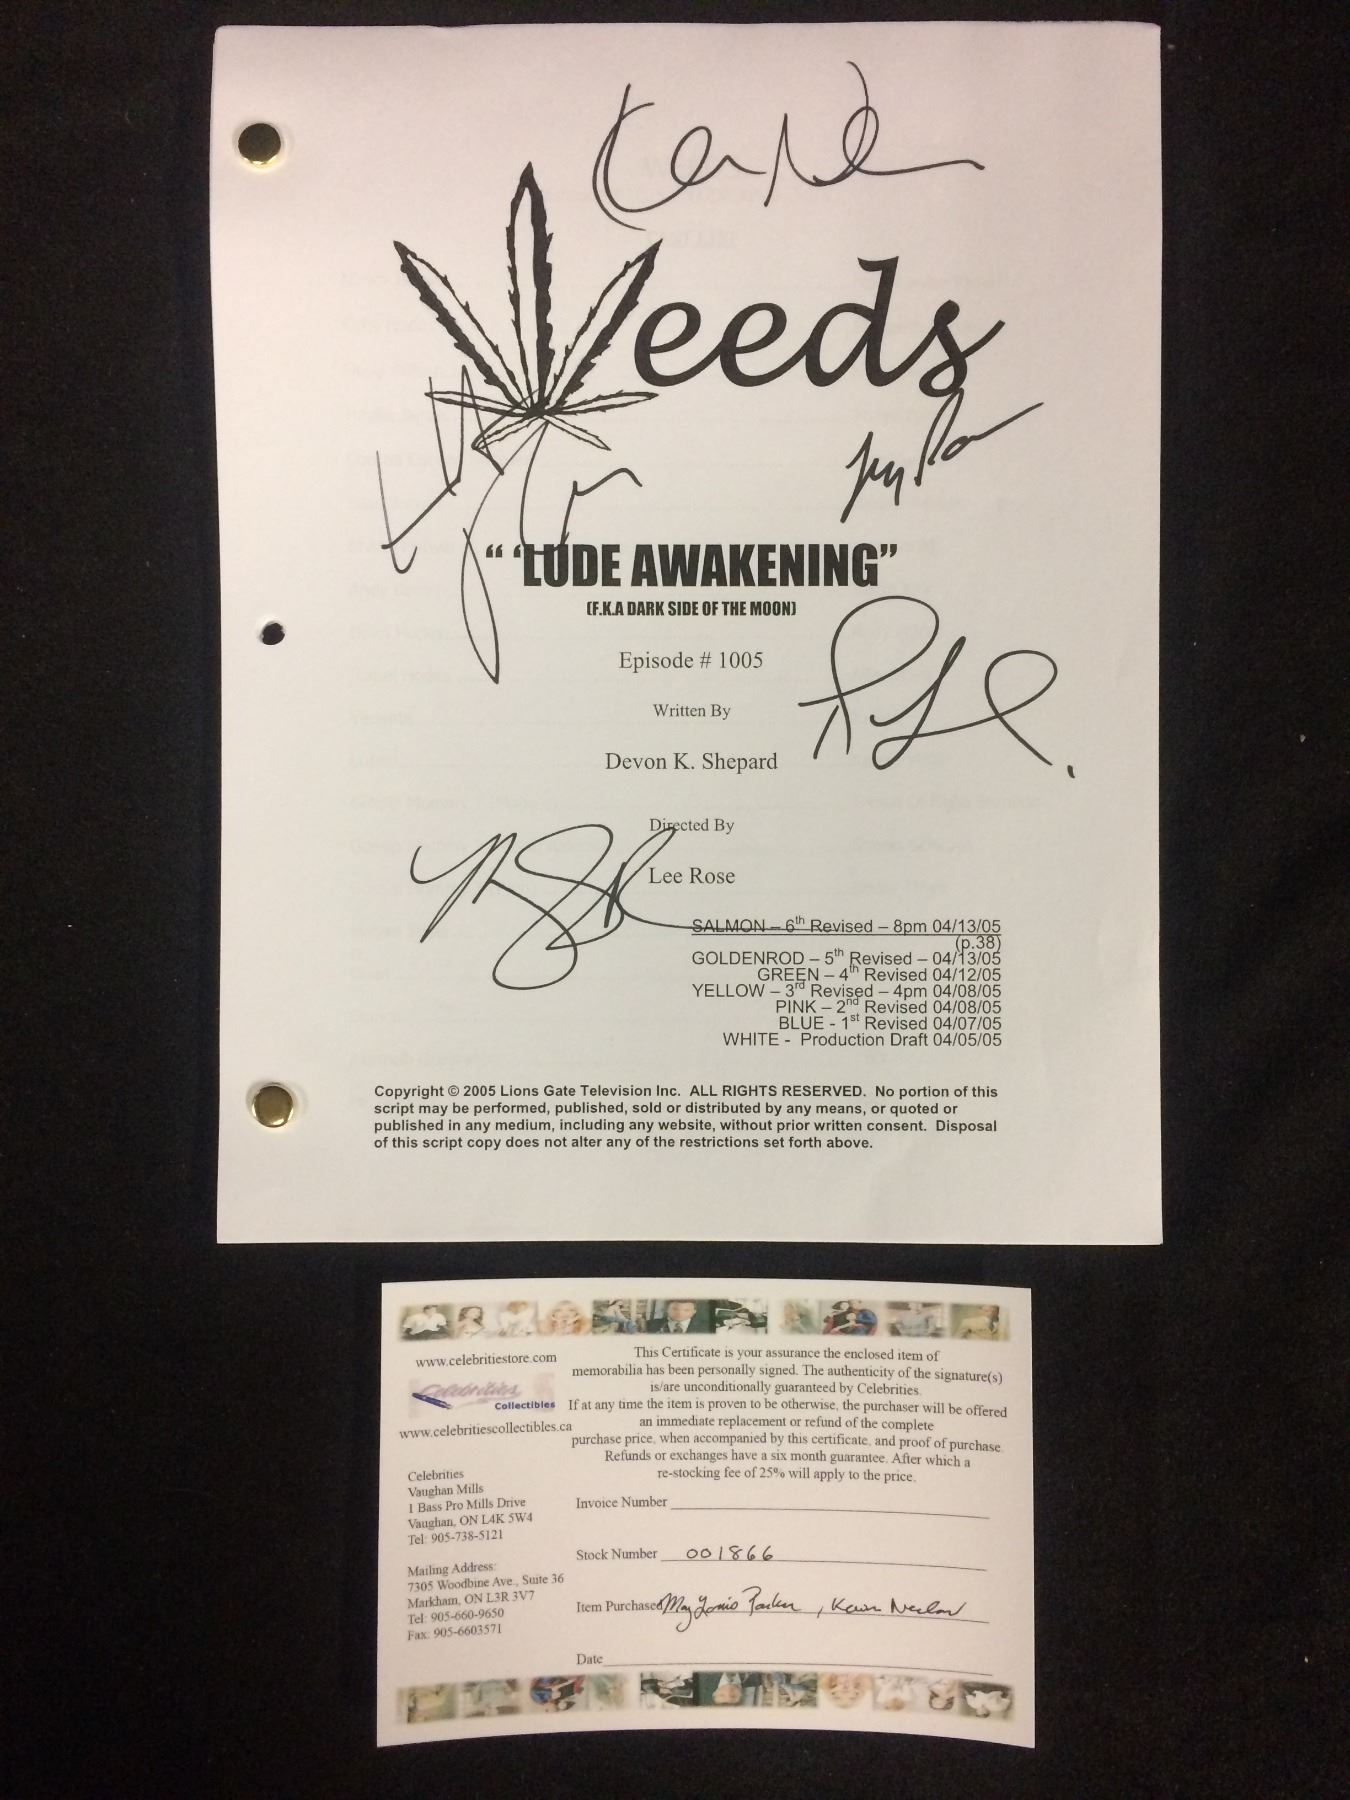 Weeds
" 'LUDE AWAKENING"
(F.K.A DARK SIDE OF THE MOON)
Episode # 1005
Written By
Devon K. Shepard
Directed By
Lee Rose
SALMON – 6th Revised – 8pm 04/13/05
(p.38)
GOLDENROD – 5th Revised – 04/13/05
GREEN – 4th Revised 04/12/05
YELLOW – 3rd Revised – 4pm 04/08/05
PINK – 2nd Revised 04/08/05
BLUE - 1st Revised 04/07/05
WHITE - Production Draft 04/05/05
Copyright © 2005 Lions Gate Television Inc. ALL RIGHTS RESERVED. No portion of this
script may be performed, published, sold or distributed by any means, or quoted or
published in any medium, including any website, without prior written consent. Disposal
of this script copy does not alter any of the restrictions set forth above.
www.celebritiestore.com
Celebrities
Collectibles
www.celebritiescollectibles.ca
Celebrities
Vaughan Mills
1 Bass Pro Mills Drive
Vaughan, ON L4K 5W4
Tel: 905-738-5121
Mailing Address:
7305 Woodbine Ave., Suite 36
Markham, ON L3R 3V7
Tel: 905-660-9650
Fax: 905-6603571
This Certificate is your assurance the enclosed item of
memorabilia has been personally signed. The authenticity of the signature(s)
is/are unconditionally guaranteed by Celebrities.
If at any time the item is proven to be otherwise, the purchaser will be offered
an immediate replacement or refund of the complete
purchase price, when accompanied by this certificate, and proof of purchase.
Refunds or exchanges have a six month guarantee. After which a
re-stocking fee of 25% will apply to the price.
Invoice Number
Stock Number 001866
Item Purchased Mary Louis Parker, Kevin Nealon
Date